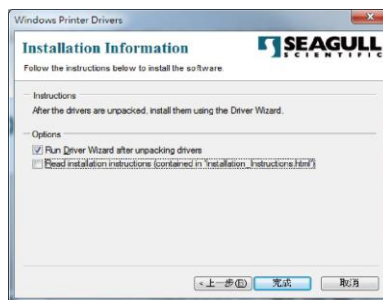 Windows Printer Drivers
Installation Information
SEAGULL
SCIENTIFIC
Follow the instructions below to install the software.
Instructions
After the drivers are unpacked, install them using the Driver Wizard.
Options
Run Driver Wizard after unpacking drivers
Read installation instructions (contained in "Installation_Instructions.html")
<上一步(B)
完成
取消